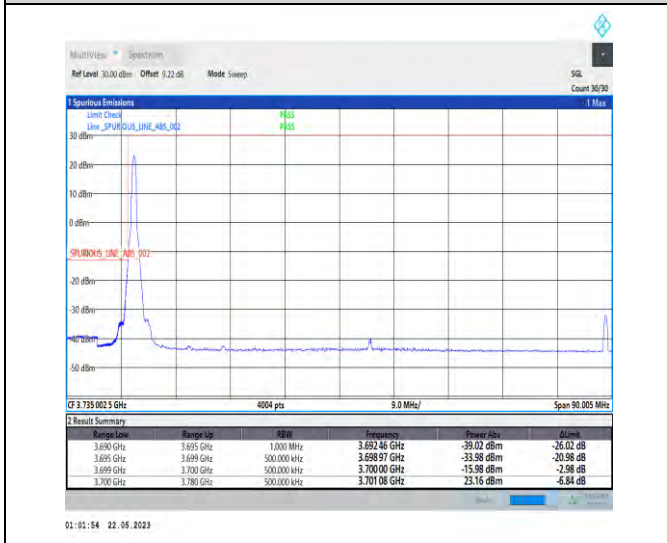 MultiView Spectrum
Ref Level 30.00 dBm Offset 9.22 dB Mode Sweep SGL
Count 30/30
1 Spurious Emissions 1 Max
Limit Check PASS
Line _SPURIOUS_LINE_ABS_002 PASS
30 dBm
20 dBm
10 dBm
0 dBm
_SPURIOUS_LINE_ABS_002
-20 dBm
-30 dBm
-40 dBm
-50 dBm
CF 3.735 002 5 GHz 4004 pts 9.0 MHz/ Span 90.005 MHz
2 Result Summary
Range Low Range Up RBW Frequency Power Abs ΔLimit
3.690 GHz 3.695 GHz 1.000 MHz 3.692 46 GHz -39.02 dBm -26.02 dB
3.695 GHz 3.699 GHz 500.000 kHz 3.698 97 GHz -33.98 dBm -20.98 dB
3.699 GHz 3.700 GHz 500.000 kHz 3.700 00 GHz -15.98 dBm -2.98 dB
3.700 GHz 3.780 GHz 500.000 kHz 3.701 08 GHz 23.16 dBm -6.84 dB
01:01:54 22.05.2023